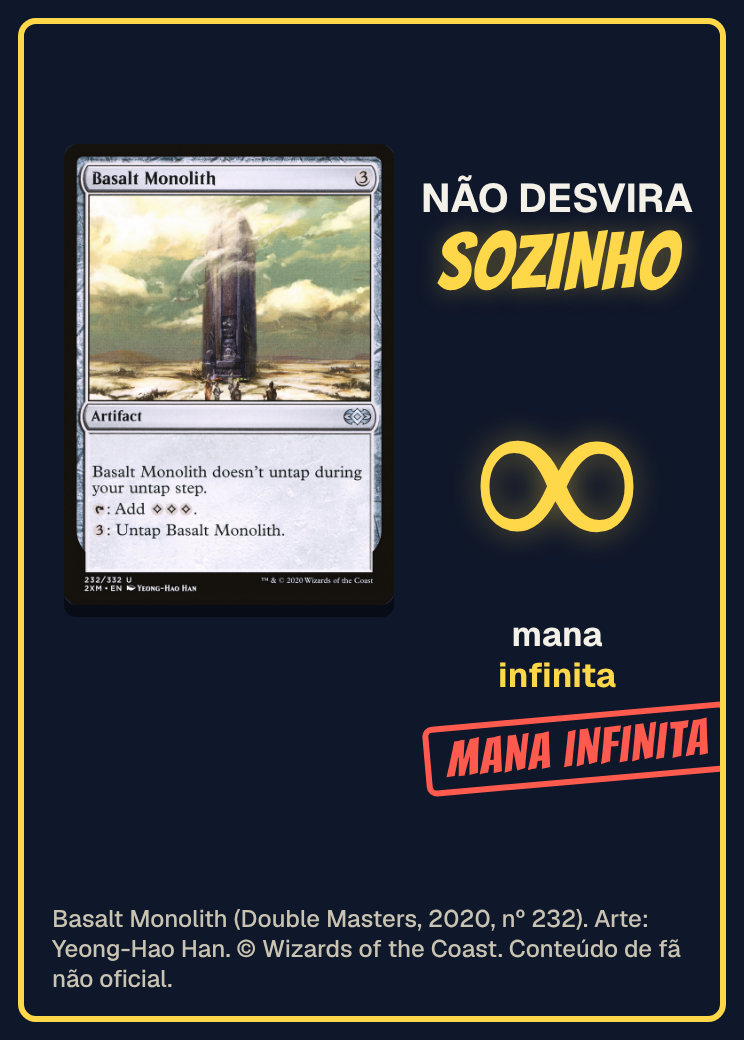 Basalt Monolith 3
Artifact
Basalt Monolith doesn't untap during
your untap step.
: Add .
3: Untap Basalt Monolith.
232/332 U
2XM • EN Yeong-Hao Han
™ & © 2020 Wizards of the Coast
NÃO DESVIRA
SOZINHO
∞
mana
infinita
MANA INFINITA
Basalt Monolith (Double Masters, 2020, nº 232). Arte:
Yeong-Hao Han. © Wizards of the Coast. Conteúdo de fã
não oficial.